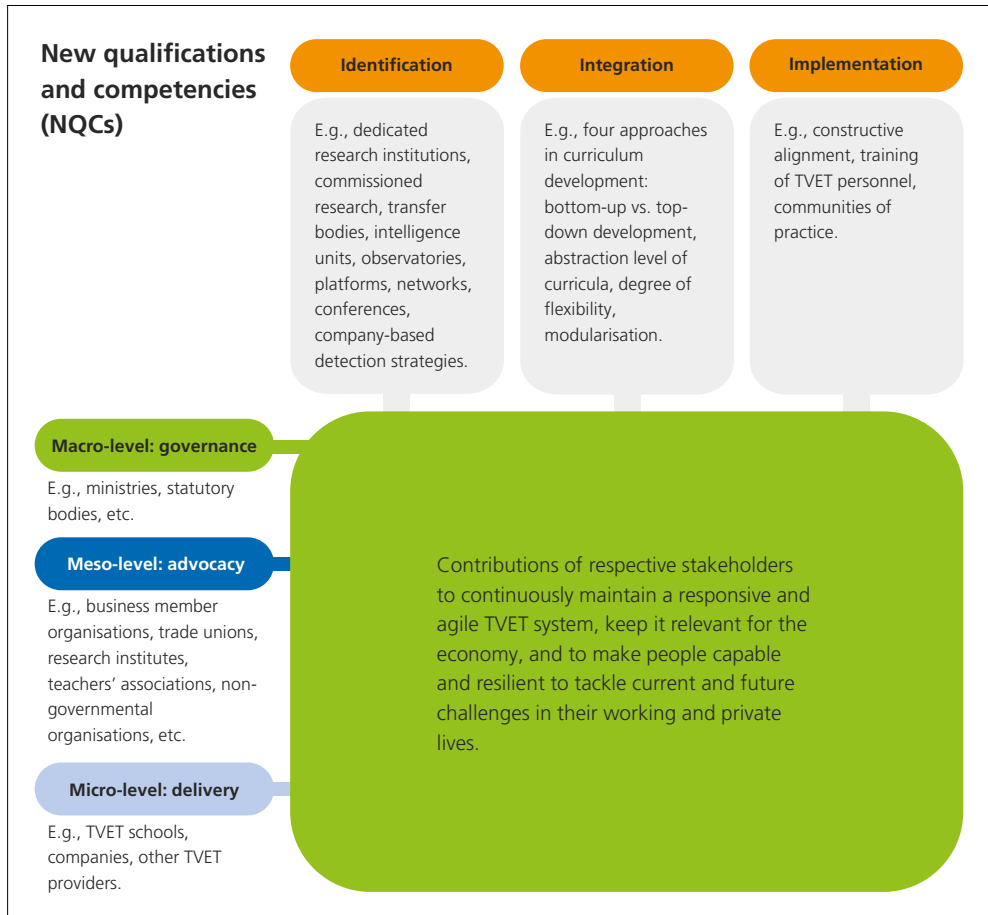 New qualifications
and competencies
(NQCs)
Identification
E.g., dedicated
research institutions,
commissioned
research, transfer
bodies, intelligence
units, observatories,
platforms, networks,
conferences,
company-based
detection strategies.
Integration
E.g., four approaches
in curriculum
development:
bottom-up vs. top-
down development,
abstraction level of
curricula, degree of
flexibility,
modularisation.
Implementation
E.g., constructive
alignment, training
of TVET personnel,
communities of
practice.
Macro-level: governance
E.g., ministries, statutory
bodies, etc.
Meso-level: advocacy
E.g., business member
organisations, trade unions,
research institutes,
teachers’ associations, non-
governmental
organisations, etc.
Micro-level: delivery
E.g., TVET schools,
companies, other TVET
providers.
Contributions of respective stakeholders
to continuously maintain a responsive and
agile TVET system, keep it relevant for the
economy, and to make people capable
and resilient to tackle current and future
challenges in their working and private
lives.